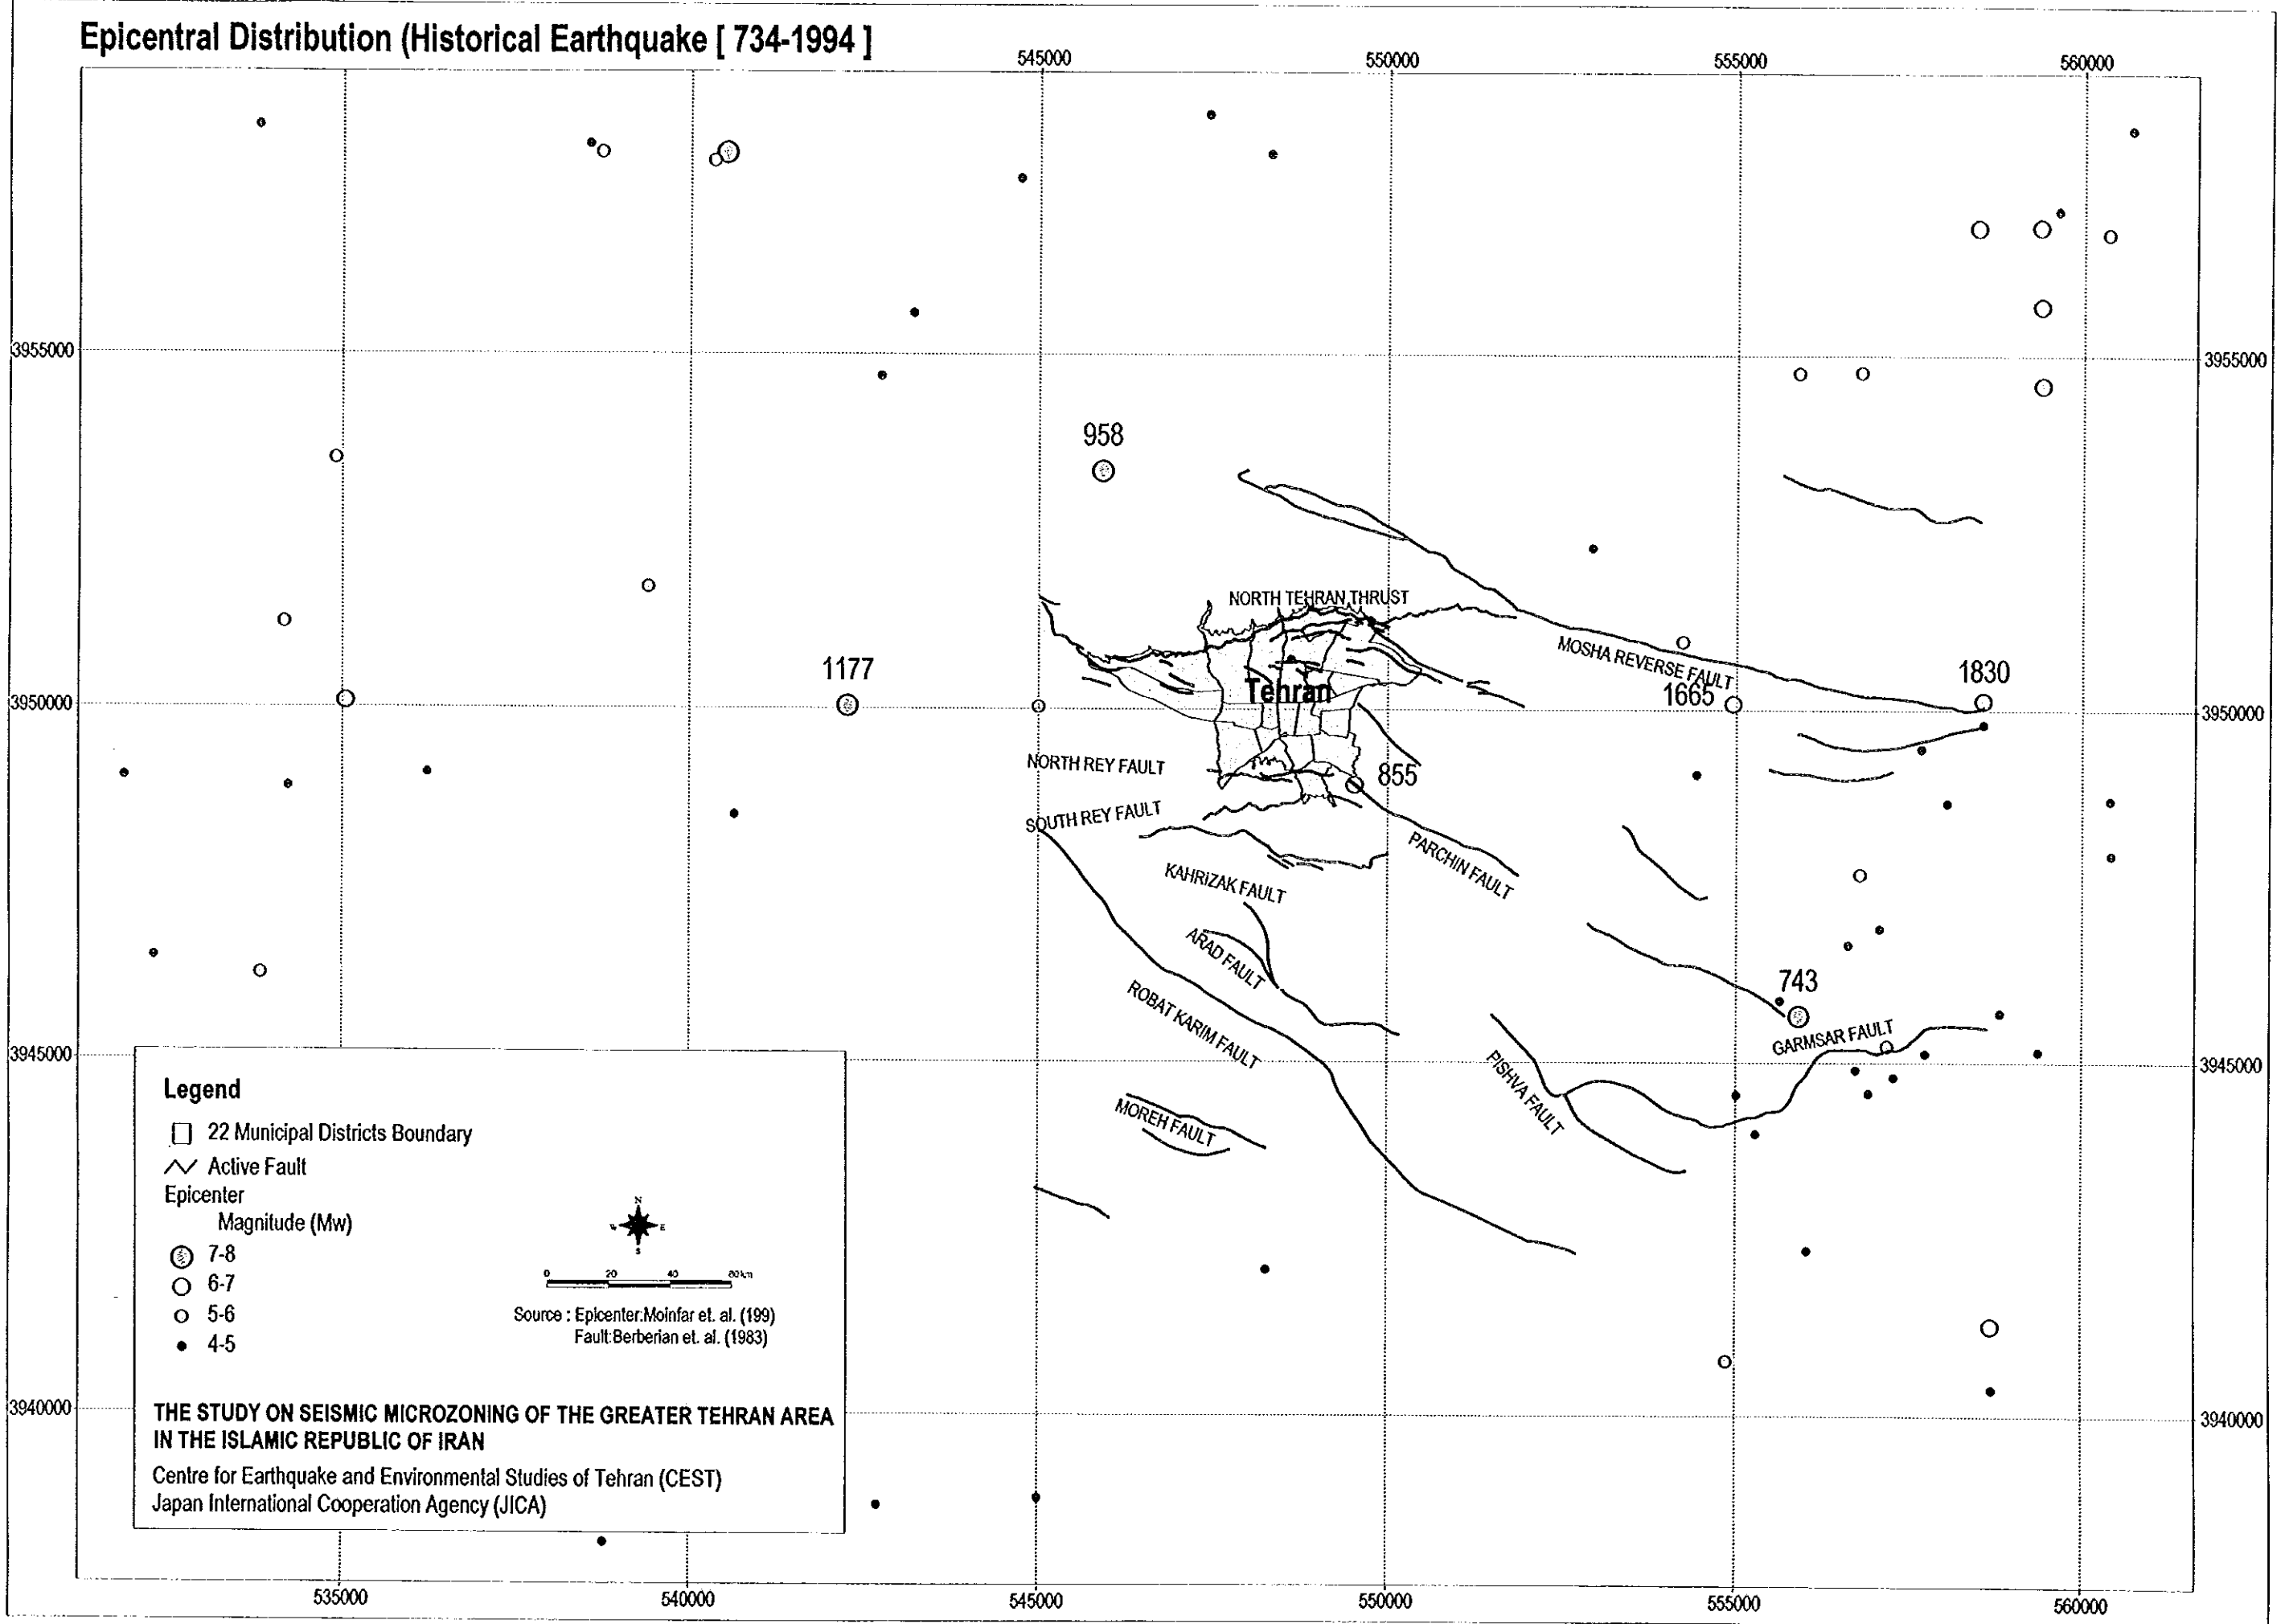 Epicentral Distribution (Historical Earthquake [ 734-1994 ]
545000
550000
555000
560000
3955000
3955000
958
NORTH TEHRAN THRUST
MOSHA REVERSE FAULT
1177
1830
Tehran
1665
3950000
3950000
NORTH REY FAULT
855
SOUTH REY FAULT
PARCHIN FAULT
KAHRIZAK FAULT
ARAD FAULT
743
ROBAT KARIM FAULT
GARMSAR FAULT
3945000
3945000
PISHVA FAULT
MOREH FAULT
Legend
22 Municipal Districts Boundary
Active Fault
Epicenter
Magnitude (Mw)
7-8
6-7
5-6
4-5
N
W
E
S
0 20 40 60 km
Source : Epicenter:Moinfar et. al. (199)
Fault:Berberian et. al. (1983)
THE STUDY ON SEISMIC MICROZONING OF THE GREATER TEHRAN AREA
IN THE ISLAMIC REPUBLIC OF IRAN
Centre for Earthquake and Environmental Studies of Tehran (CEST)
Japan International Cooperation Agency (JICA)
3940000
3940000
535000
540000
545000
550000
555000
560000